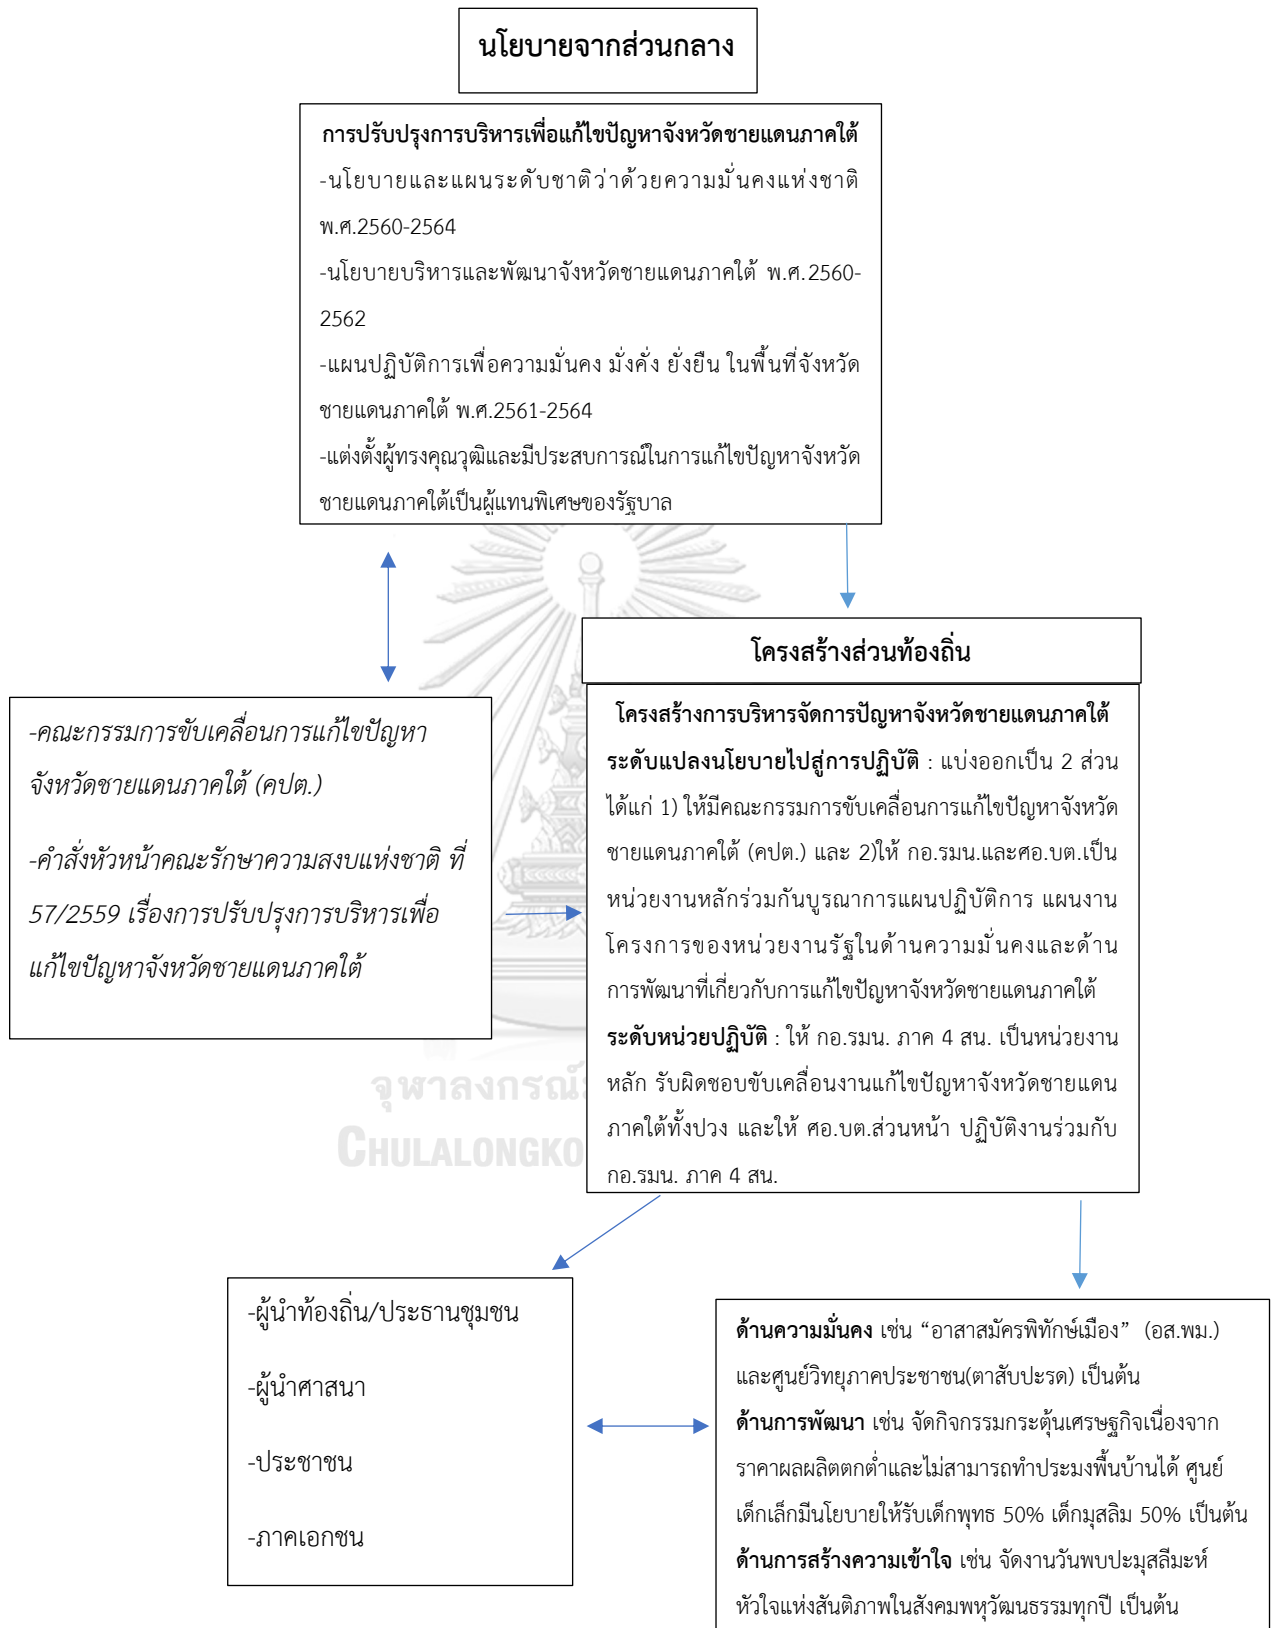 นโยบายจากส่วนกลาง
การปรับปรุงการบริหารเพื่อแก้ไขปัญหาจังหวัดชายแดนภาคใต้
-นโยบายและแผนระดับชาติว่าด้วยความมั่นคงแห่งชาติ
พ.ศ.2560-2564
-นโยบายบริหารและพัฒนาจังหวัดชายแดนภาคใต้ พ.ศ.2560-
2562
-แผนปฏิบัติการเพื่อความมั่นคง มั่งคั่ง ยั่งยืน ในพื้นที่จังหวัด
ชายแดนภาคใต้ พ.ศ.2561-2564
-แต่งตั้งผู้ทรงคุณวุฒิและมีประสบการณ์ในการแก้ไขปัญหาจังหวัด
ชายแดนภาคใต้เป็นผู้แทนพิเศษของรัฐบาล
-คณะกรรมการขับเคลื่อนการแก้ไขปัญหา
จังหวัดชายแดนภาคใต้ (คปต.)
-คำสั่งหัวหน้าคณะรักษาความสงบแห่งชาติ ที่
57/2559 เรื่องการปรับปรุงการบริหารเพื่อ
แก้ไขปัญหาจังหวัดชายแดนภาคใต้
โครงสร้างส่วนท้องถิ่น
โครงสร้างการบริหารจัดการปัญหาจังหวัดชายแดนภาคใต้
ระดับแปลงนโยบายไปสู่การปฏิบัติ : แบ่งออกเป็น 2 ส่วน
ได้แก่ 1) ให้มีคณะกรรมการขับเคลื่อนการแก้ไขปัญหาจังหวัด
ชายแดนภาคใต้ (คปต.) และ 2)ให้ กอ.รมน.และศอ.บต.เป็น
หน่วยงานหลักร่วมกันบูรณาการแผนปฏิบัติการ แผนงาน
โครงการของหน่วยงานรัฐในด้านความมั่นคงและด้าน
การพัฒนาที่เกี่ยวกับการแก้ไขปัญหาจังหวัดชายแดนภาคใต้
ระดับหน่วยปฏิบัติ : ให้ กอ.รมน. ภาค 4 สน. เป็นหน่วยงาน
หลัก รับผิดชอบขับเคลื่อนงานแก้ไขปัญหาจังหวัดชายแดน
ภาคใต้ทั้งปวง และให้ ศอ.บต.ส่วนหน้า ปฏิบัติงานร่วมกับ
กอ.รมน. ภาค 4 สน.
จุฬาลงกรณ์
CHULALONGKO
-ผู้นำท้องถิ่น/ประธานชุมชน
-ผู้นำศาสนา
-ประชาชน
-ภาคเอกชน
ด้านความมั่นคง เช่น “อาสาสมัครพิทักษ์เมือง” (อส.พม.)
และศูนย์วิทยุภาคประชาชน(ตาสับปะรด) เป็นต้น
ด้านการพัฒนา เช่น จัดกิจกรรมกระตุ้นเศรษฐกิจเนื่องจาก
ราคาผลผลิตตกต่ำและไม่สามารถทำประมงพื้นบ้านได้ ศูนย์
เด็กเล็กมีนโยบายให้รับเด็กพุทธ 50% เด็กมุสลิม 50% เป็นต้น
ด้านการสร้างความเข้าใจ เช่น จัดงานวันพบปะมุสลีมะห์
หัวใจแห่งสันติภาพในสังคมพหุวัฒนธรรมทุกปี เป็นต้น